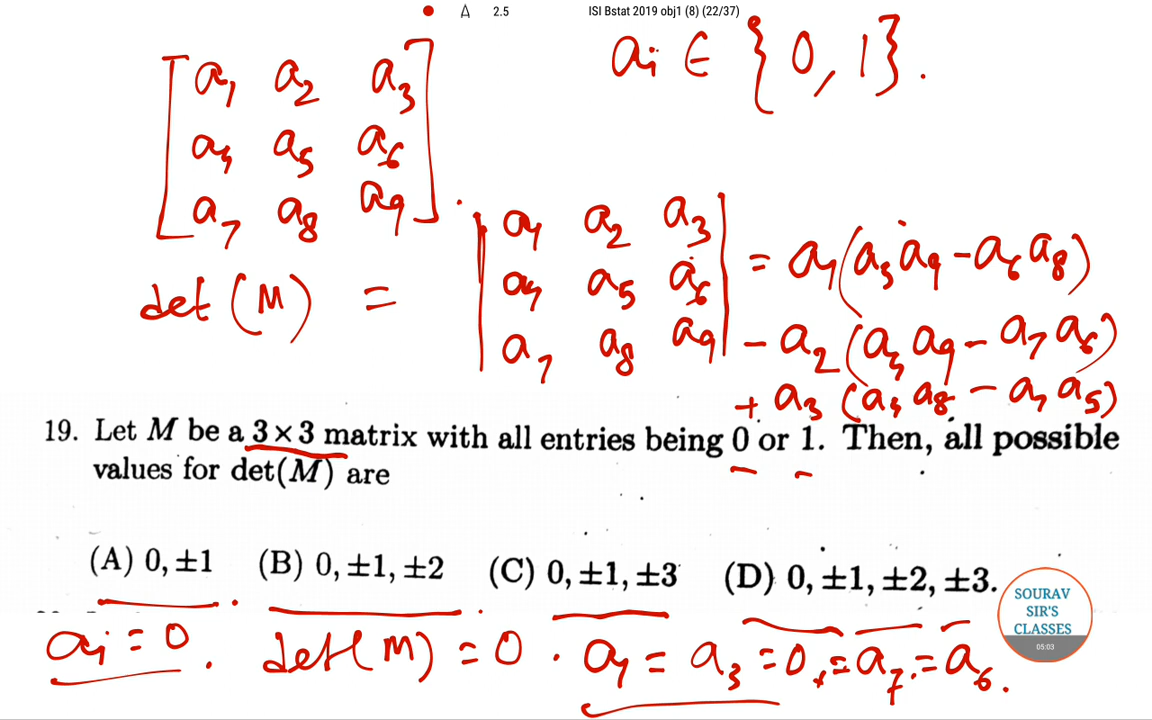 A 2.5 ISI Bstat 2019 obj1 (8) (22/37)
a₁ a₂ a₃
a₄ a₅ a₆
a₇ a₈ a₉
aᵢ ∈ {0, 1}.
det(M) =
a₁ a₂ a₃
a₄ a₅ a₆
a₇ a₈ a₉
= a₁(a₅a₉ - a₆a₈)
- a₂(a₄a₉ - a₇a₆)
+ a₃(a₄a₈ - a₇a₅)
19. Let M be a 3 × 3 matrix with all entries being 0 or 1. Then, all possible
values for det(M) are
(A) 0, ±1 (B) 0, ±1, ±2 (C) 0, ±1, ±3 (D) 0, ±1, ±2, ±3.
SOURAV
SIR'S
CLASSES
05:03
aᵢ = 0. det(M) = 0. a₁ = a₃ = 0, = a₇ = a₆.